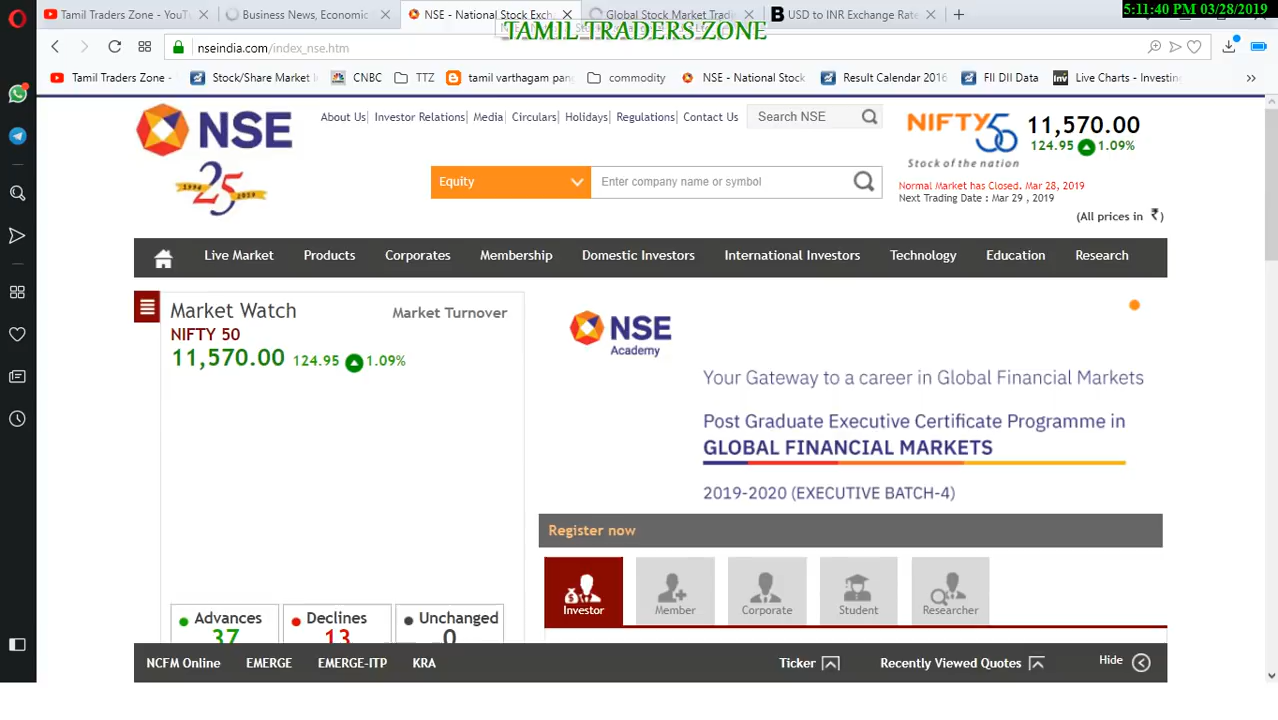 5:11:40 PM 03/28/2019
Tamil Traders Zone - YouT
Business News, Economic
NSE - National Stock Exch
Global Stock Market Tradi
USD to INR Exchange Rate
TAMIL TRADERS ZONE
nseindia.com/index_nse.htm
Tamil Traders Zone -
Stock/Share Market
CNBC
TTZ
tamil varthagam pan
commodity
NSE - National Stock
Result Calendar 2016
FII DII Data
Inv
Live Charts - Investin
NSE
1994 25 2019
About Us| Investor Relations| Media| Circulars| Holidays| Regulations| Contact Us
Search NSE
Equity
Enter company name or symbol
NIFTY 50
Stock of the nation
11,570.00
124.95 1.09%
Normal Market has Closed. Mar 28, 2019
Next Trading Date : Mar 29 , 2019
(All prices in ₹)
Live Market
Products
Corporates
Membership
Domestic Investors
International Investors
Technology
Education
Research
Market Watch
Market Turnover
NIFTY 50
11,570.00 124.95 1.09%
Advances
37
Declines
13
Unchanged
0
NSE
Academy
Your Gateway to a career in Global Financial Markets
Post Graduate Executive Certificate Programme in
GLOBAL FINANCIAL MARKETS
2019-2020 (EXECUTIVE BATCH-4)
Register now
Investor
Member
Corporate
Student
Researcher
NCFM Online
EMERGE
EMERGE-ITP
KRA
Ticker
Recently Viewed Quotes
Hide